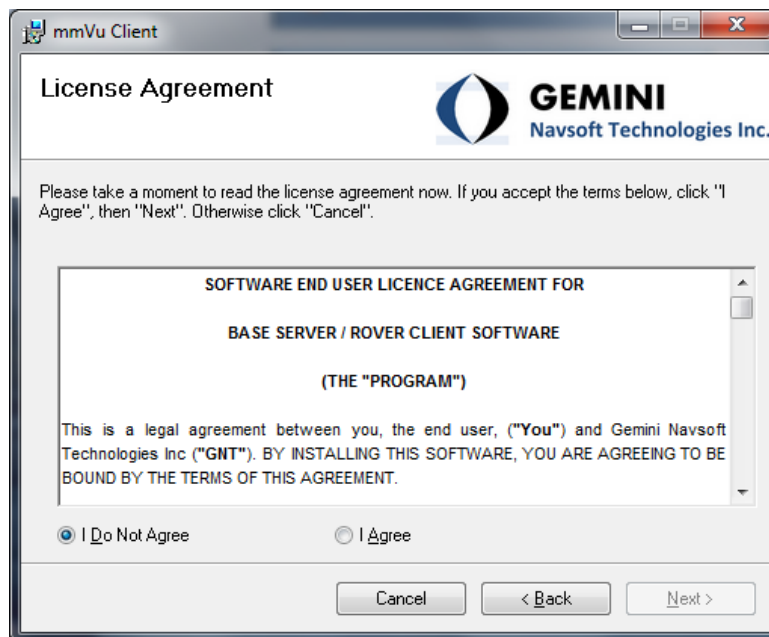 mmVu Client
License Agreement
GEMINI
Navsoft Technologies Inc.
Please take a moment to read the license agreement now. If you accept the terms below, click "I
Agree", then "Next". Otherwise click "Cancel".
SOFTWARE END USER LICENCE AGREEMENT FOR
BASE SERVER / ROVER CLIENT SOFTWARE
(THE "PROGRAM")
This is a legal agreement between you, the end user, ("You") and Gemini Navsoft
Technologies Inc ("GNT"). BY INSTALLING THIS SOFTWARE, YOU ARE AGREEING TO BE
BOUND BY THE TERMS OF THIS AGREEMENT.
I Do Not Agree
I Agree
Cancel
< Back
Next >